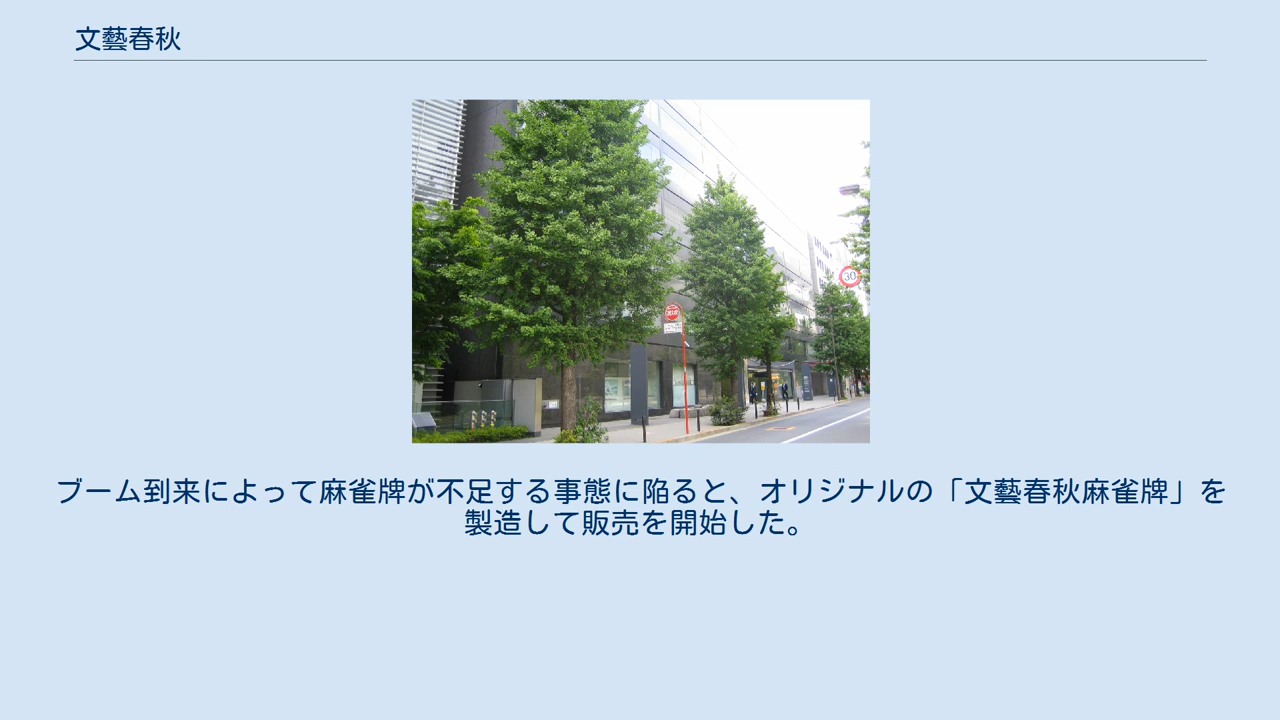 文藝春秋
30
ブーム到来によって麻雀牌が不足する事態に陥ると、オリジナルの「文藝春秋麻雀牌」を
製造して販売を開始した。